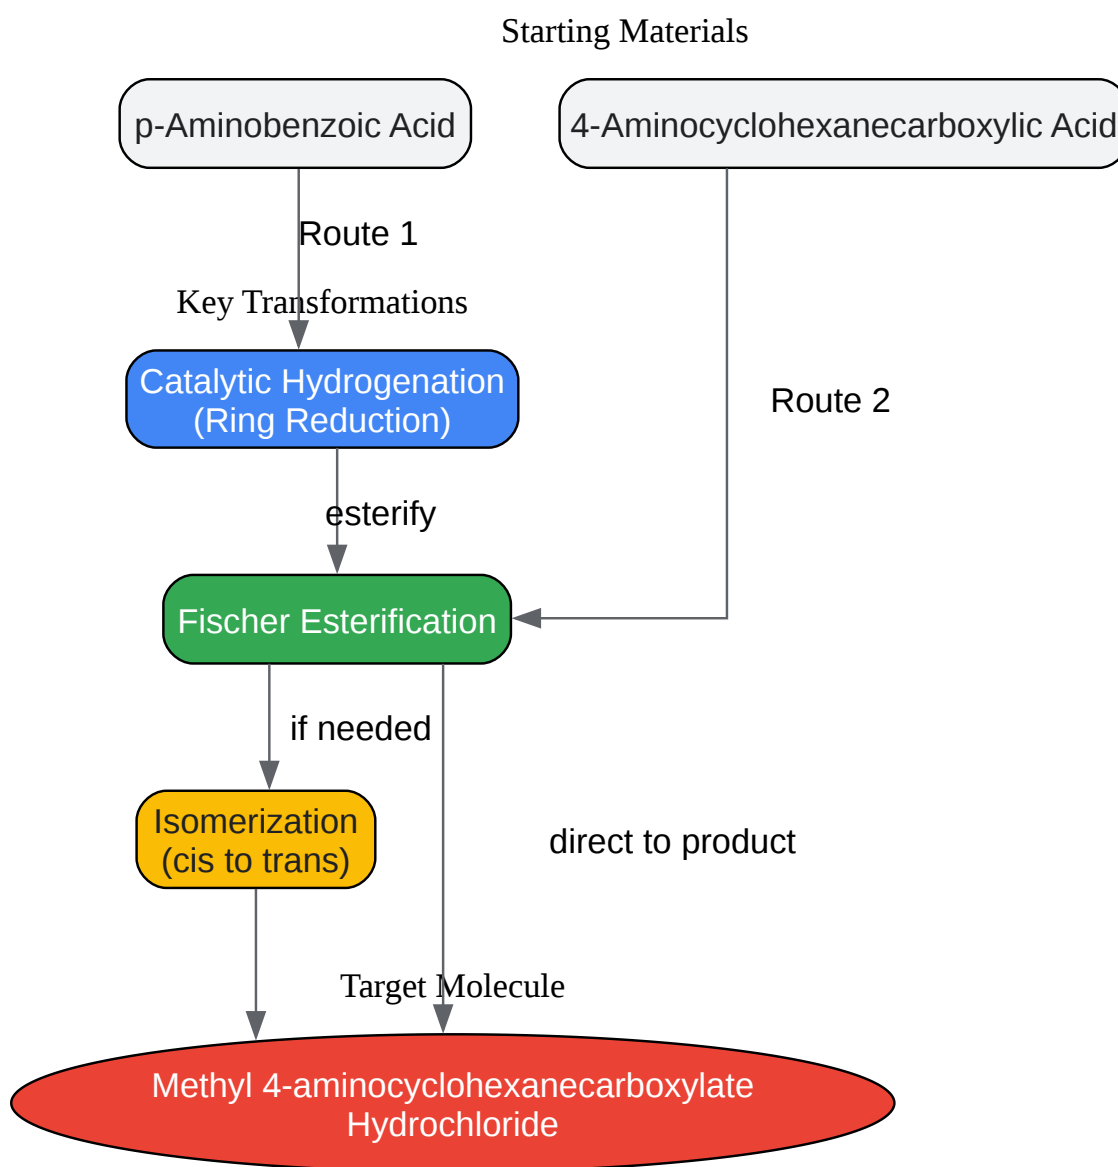 Starting Materials
p-Aminobenzoic Acid
4-Aminocyclohexanecarboxylic Acid
Route 1
Key Transformations
Catalytic Hydrogenation
(Ring Reduction)
Route 2
esterify
Fischer Esterification
if needed
Isomerization
(cis to trans)
direct to product
Target Molecule
Methyl 4-aminocyclohexanecarboxylate
Hydrochloride